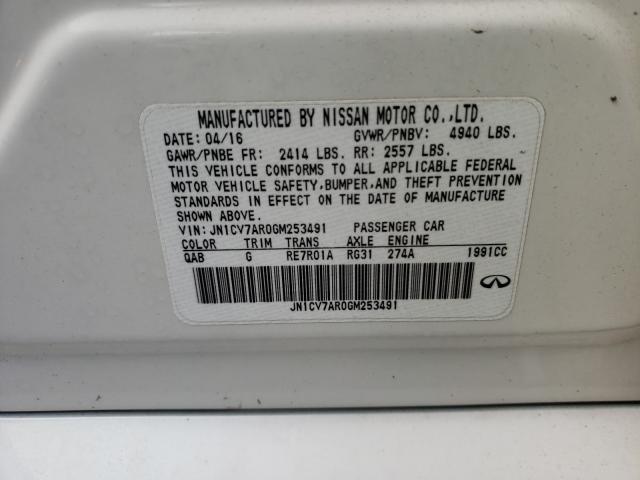 MANUFACTURED BY NISSAN MOTOR CO.,LTD.
DATE: 04/16 GVWR/PNBV: 4940 LBS.
GAWR/PNBE FR: 2414 LBS. RR: 2557 LBS.
THIS VEHICLE CONFORMS TO ALL APPLICABLE FEDERAL
MOTOR VEHICLE SAFETY,BUMPER,AND THEFT PREVENTION
STANDARDS IN EFFECT ON THE DATE OF MANUFACTURE
SHOWN ABOVE.
VIN: JN1CV7AR0GM253491 PASSENGER CAR
COLOR TRIM TRANS AXLE ENGINE
QAB G RE7R01A RG31 274A 1991CC
JN1CV7AR0GM253491